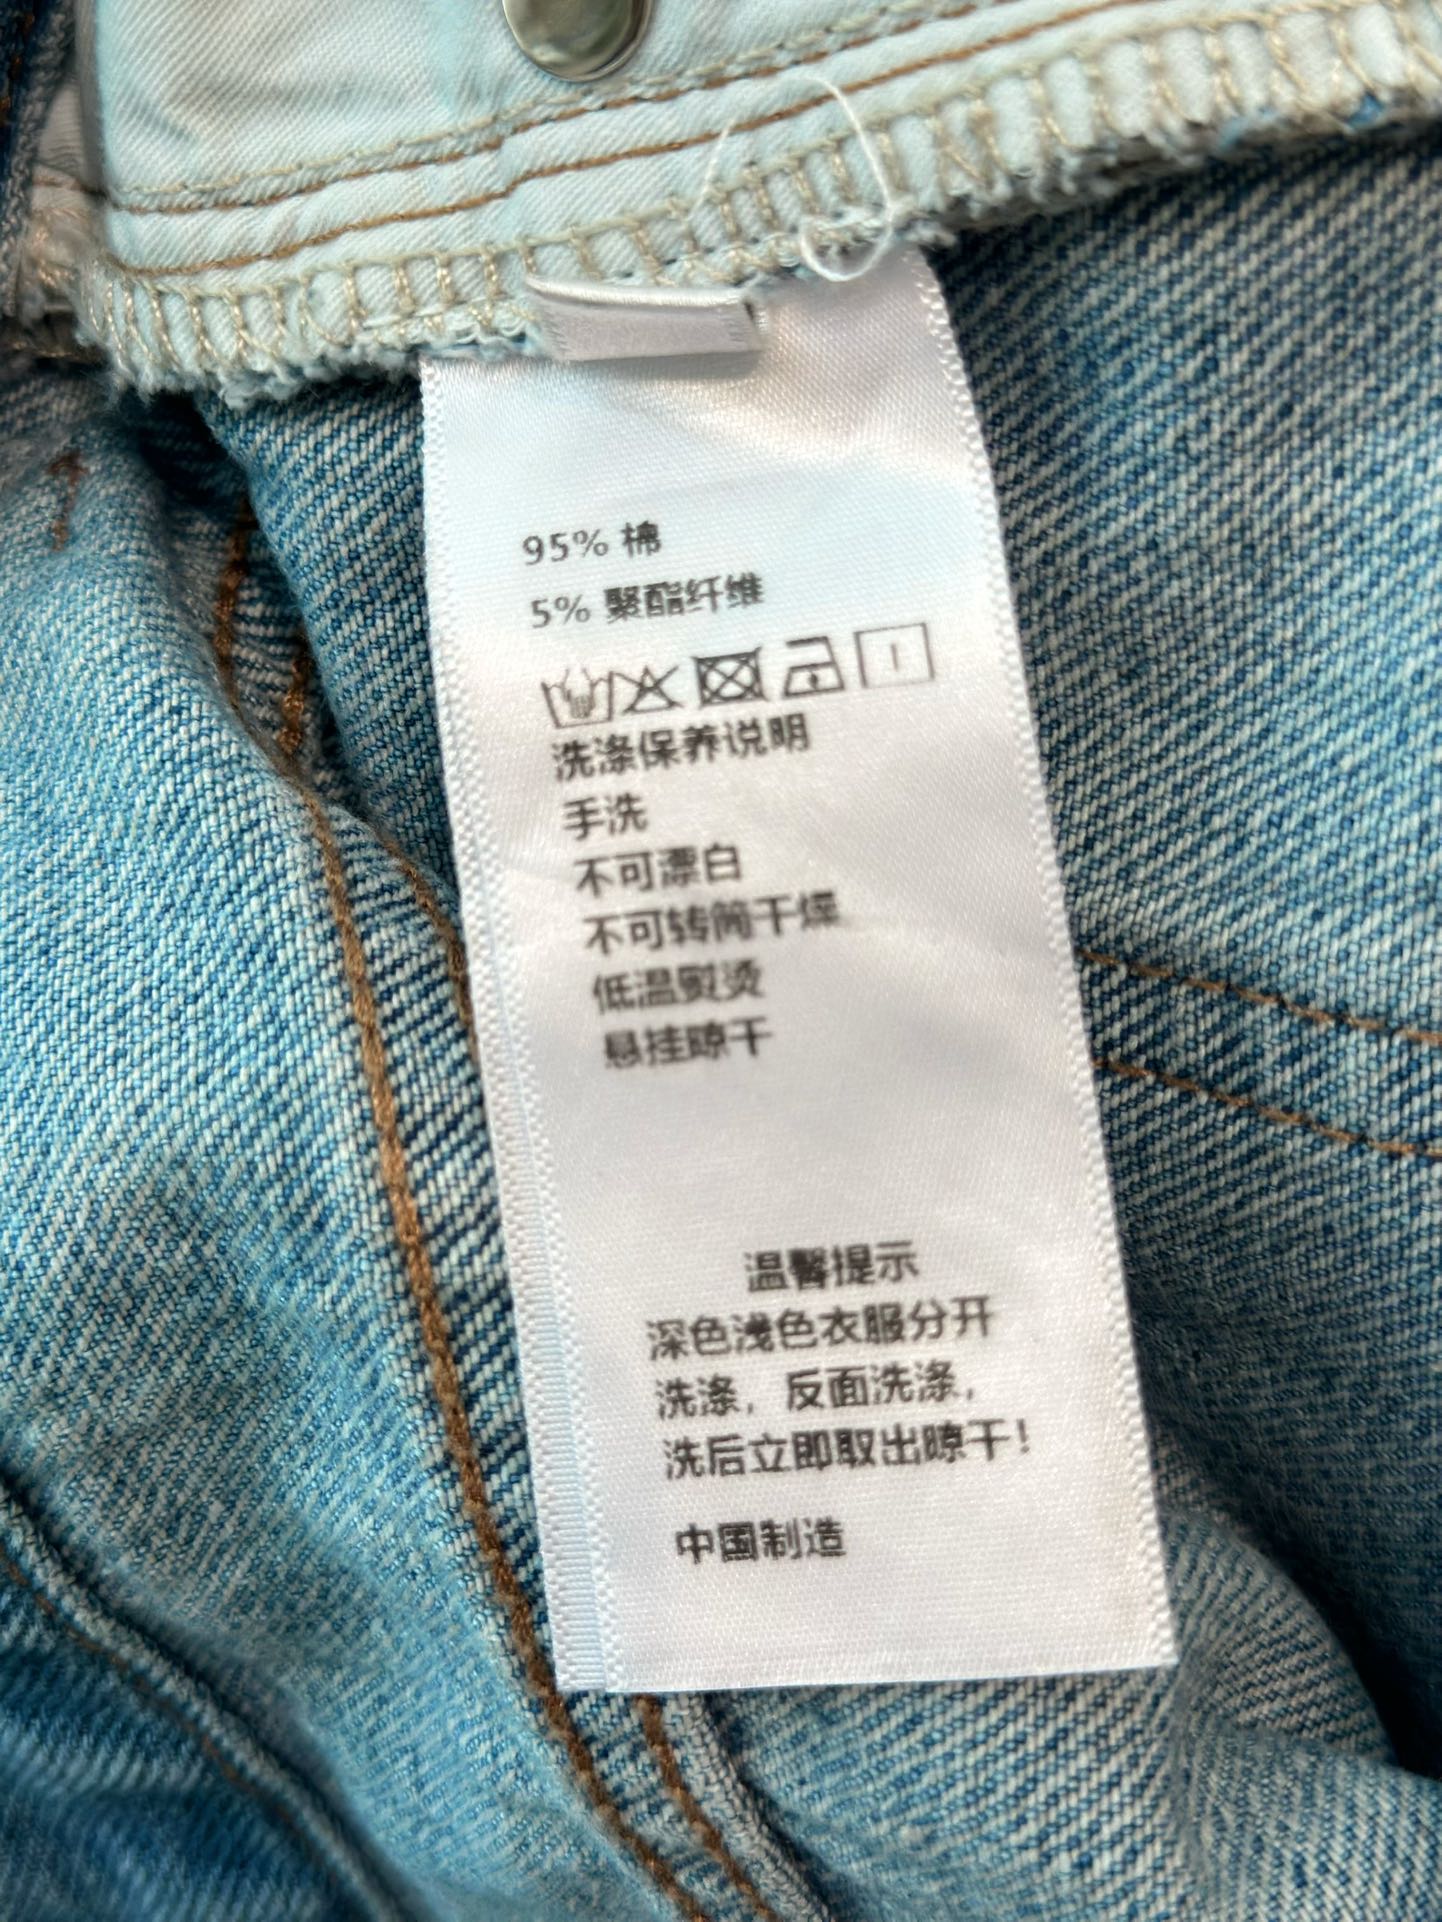 95% 棉
5% 聚酯纤维
洗涤保养说明
手洗
不可漂白
不可转筒干燥
低温熨烫
悬挂晾干
温馨提示
深色浅色衣服分开
洗涤，反面洗涤，
洗后立即取出晾干！
中国制造